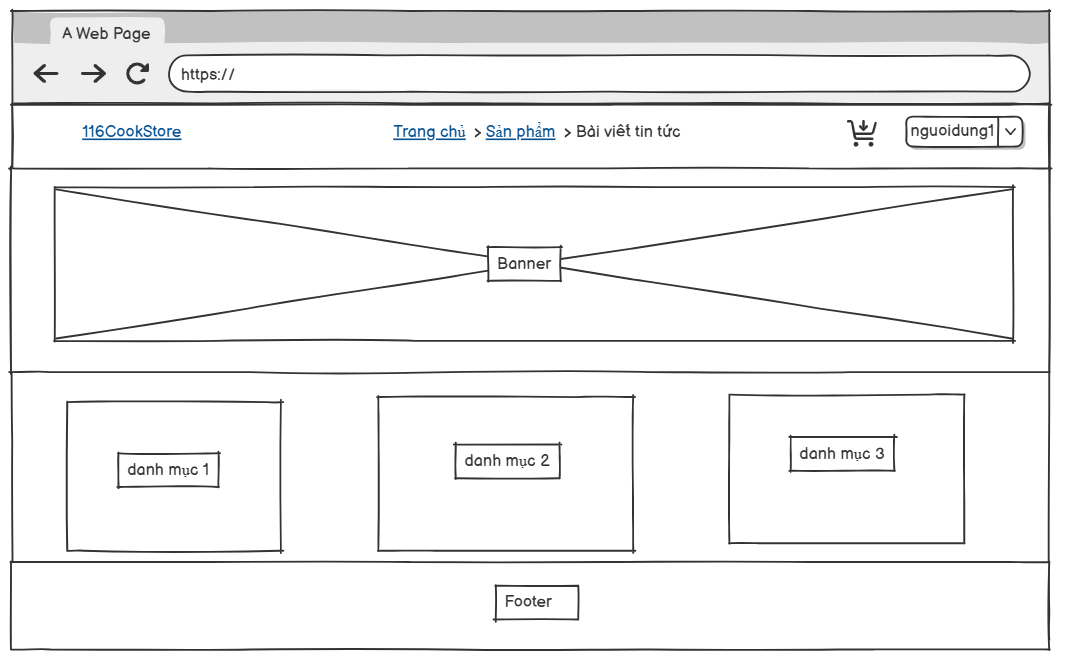 A Web Page
https://
116CookStore
Trang chủ > Sản phẩm > Bài viết tin tức
nguoidung1
Banner
danh mục 1
danh mục 2
danh mục 3
Footer